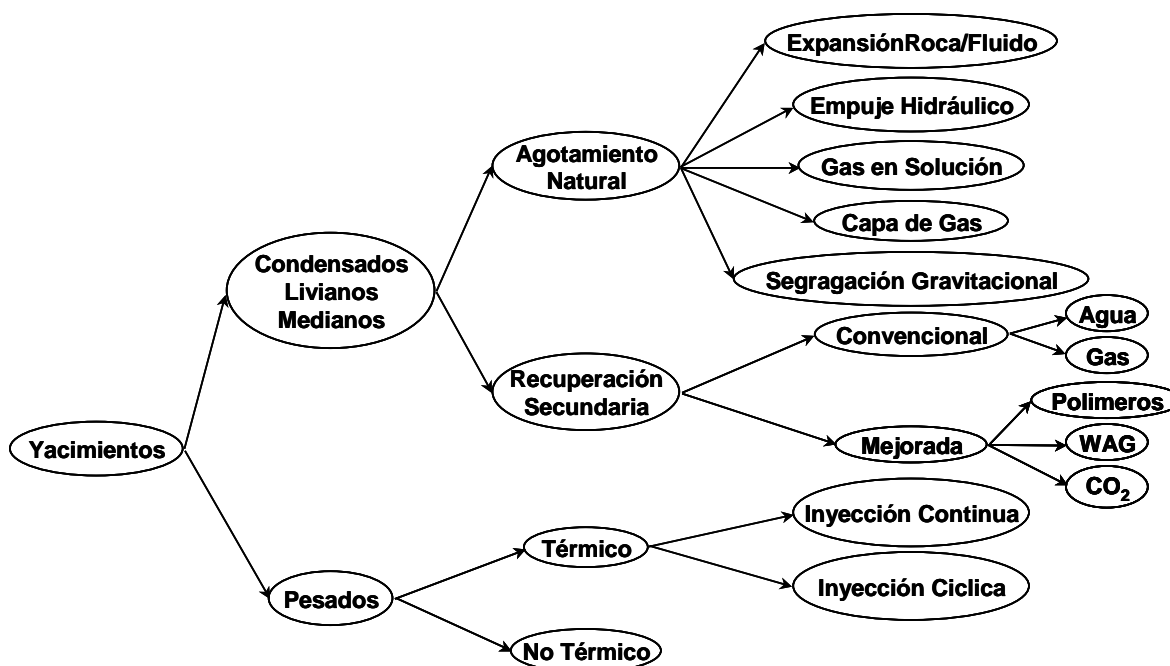 ExpansiónRoca/Fluido
Empuje Hidráulico
Agotamiento
Natural
Gas en Solución
Capa de Gas
Condensados
Livianos
Medianos
Segragación Gravitacional
Agua
Convencional
Gas
Recuperación
Secundaria
Polimeros
Yacimientos
Mejorada
WAG
CO₂
Inyección Continua
Térmico
Inyección Ciclica
Pesados
No Térmico